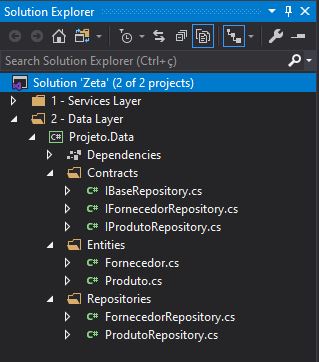 Solution Explorer
Search Solution Explorer (Ctrl+ç)
Solution 'Zeta' (2 of 2 projects)
1 - Services Layer
2 - Data Layer
C# Projeto.Data
Dependencies
Contracts
C# IBaseRepository.cs
C# IFornecedorRepository.cs
C# IProdutoRepository.cs
Entities
C# Fornecedor.cs
C# Produto.cs
Repositories
C# FornecedorRepository.cs
C# ProdutoRepository.cs